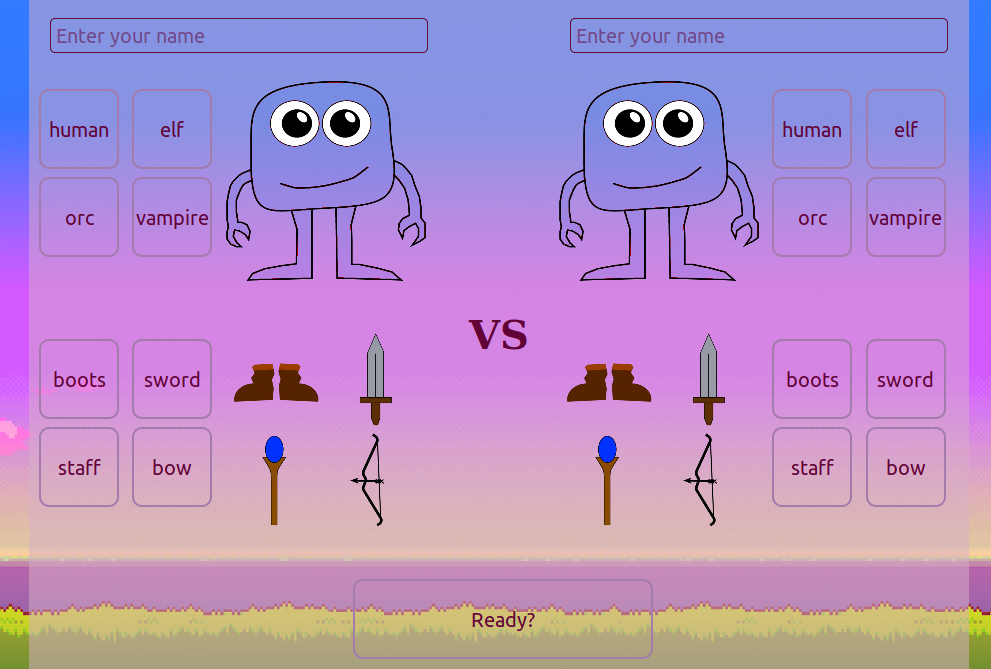 Enter your name Enter your name
human elf human elf
orc vampire orc vampire
VS
boots sword boots sword
staff bow staff bow
Ready?